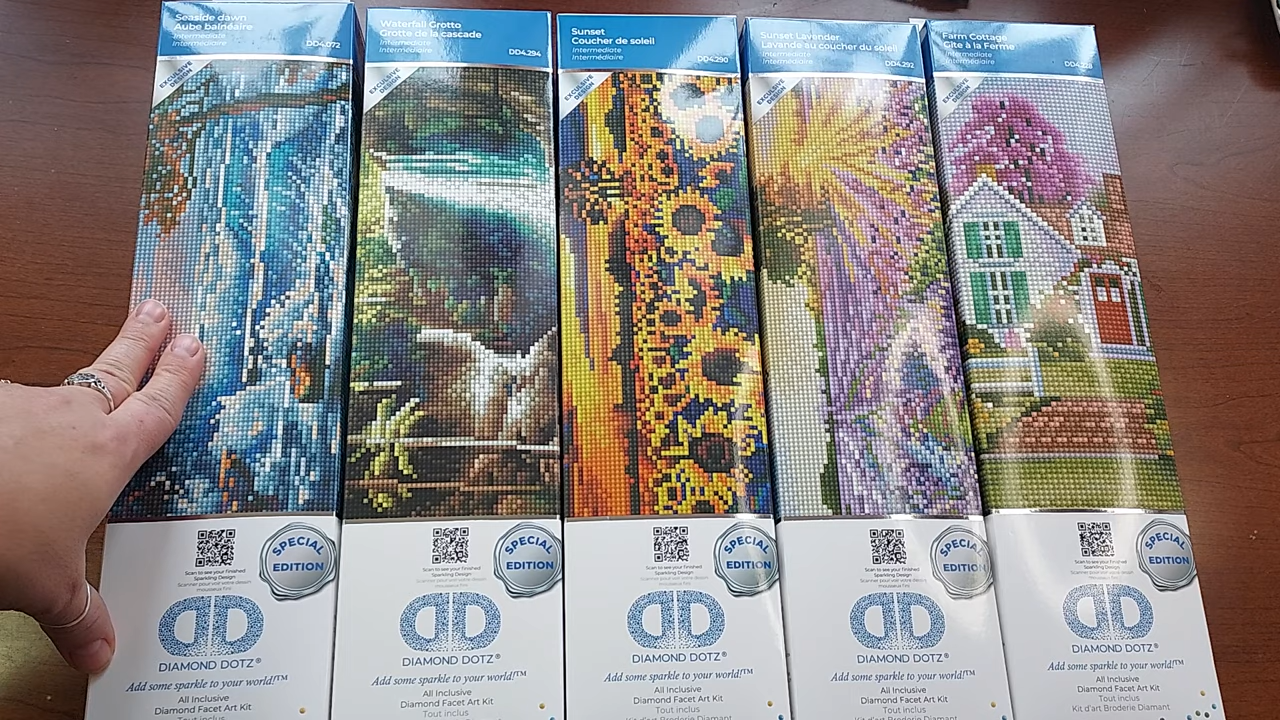 Seaside dawn
Aube balnéaire
Intermediate
Intermédiaire
DD4.072
EXCLUSIVE
DESIGN
Scan to see your finished
Sparkling Design
SPECIAL
EDITION
DIAMOND DOTZ®
Add some sparkle to your world!™
All Inclusive
Diamond Facet Art Kit
Tout inclus
Waterfall Grotto
Grotte de la cascade
Intermediate
Intermédiaire
DD4.294
EXCLUSIVE
DESIGN
Scan to see your finished
Sparkling Design
SPECIAL
EDITION
DIAMOND DOTZ®
Add some sparkle to your world!™
All Inclusive
Diamond Facet Art Kit
Tout inclus
Sunset
Coucher de soleil
Intermediate
Intermédiaire
DD4.290
EXCLUSIVE
DESIGN
Scan to see your finished
Sparkling Design
SPECIAL
EDITION
DIAMOND DOTZ®
Add some sparkle to your world!™
All Inclusive
Diamond Facet Art Kit
Tout inclus
Kit d'art Broderie Diamant
Sunset Lavender
Lavande au coucher du soleil
Intermediate
Intermédiaire
DD4.292
EXCLUSIVE
DESIGN
Scan to see your finished
Sparkling Design
SPECIAL
EDITION
DIAMOND DOTZ®
Add some sparkle to your world!™
All Inclusive
Diamond Facet Art Kit
Tout inclus
Kit d'art Broderie Diamant
Farm Cottage
Gîte à la Ferme
Intermediate
Intermédiaire
EXCLUSIVE
DESIGN
Scan to see your finished
Sparkling Design
SPECIAL
EDITION
DIAMOND DOTZ®
Add some sparkle to your world!™
All Inclusive
Diamond Facet Art Kit
Tout inclus
Kit d'art Broderie Diamant